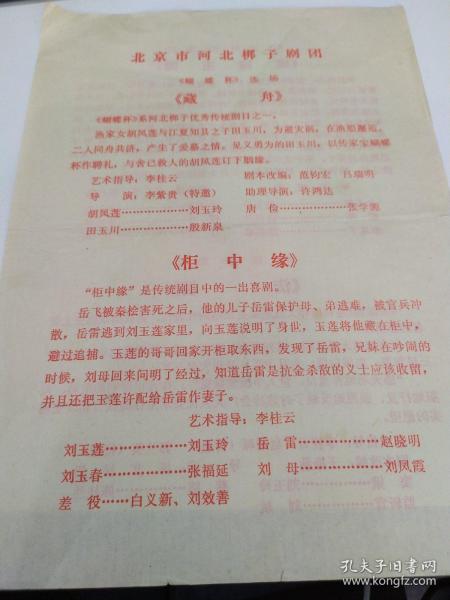 北京市河北梆子剧团
《蝴蝶杯》选场
《藏 舟》
《蝴蝶杯》系河北梆子优秀传统剧目之一。
渔家女胡凤莲与江夏知县之子田玉川，为避灾祸，在渔船邂逅，
二人同舟共济，产生了爱慕之情。见义勇为的田玉川，以传家宝蝴蝶
杯作聘礼，与舍己救人的胡凤莲订下姻缘。
艺术指导：李桂云 剧本改编：范钧宏 吕瑞明
导 演：李紫贵（特邀） 助理导演：许鸿达
胡凤莲………………刘玉玲 唐 俭………………张学源
田玉川………………殷新泉
《柜中缘》
“柜中缘”是传统剧目中的一出喜剧。
岳飞被秦桧害死之后，他的儿子岳雷保护母、弟逃难，被官兵冲
散，岳雷逃到刘玉莲家里，向玉莲说明了身世，玉莲将他藏在柜中，
避过追捕。玉莲的哥哥回家开柜取东西，发现了岳雷，兄妹在吵闹的
时候，刘母回来问明了经过，知道岳雷是抗金杀敌的义士应该收留，
并且还把玉莲许配给岳雷作妻子。
艺术指导：李桂云
刘玉莲………………刘玉玲 岳 雷………………赵晓明
刘玉春………………张福延 刘 母………………刘凤霞
差 役……白义新、刘效善
孔夫子旧书网
www.kongfz.com